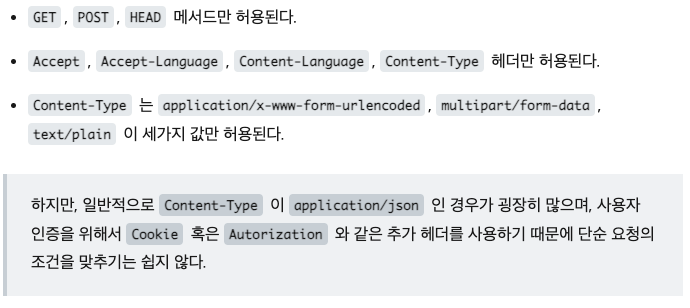 GET, POST, HEAD 메서드만 허용된다.
Accept, Accept-Language, Content-Language, Content-Type 헤더만 허용된다.
Content-Type 는 application/x-www-form-urlencoded, multipart/form-data,
text/plain 이 세가지 값만 허용된다.
하지만, 일반적으로 Content-Type 이 application/json 인 경우가 굉장히 많으며, 사용자
인증을 위해서 Cookie 혹은 Autorization 와 같은 추가 헤더를 사용하기 때문에 단순 요청의
조건을 맞추기는 쉽지 않다.